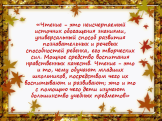 «Чтение – это неисчерпаемый
источник обогащения знаниями,
универсальный способ развития
познавательных и речевых
способностей ребенка, его творческих
сил. Мощное средство воспитания
нравственных качеств. Чтение – это
и то, чему обучают младших
школьников, посредством чего их
воспитывают и развивают; это и то
с помощью чего дети изучают
большинство учебных предметов»